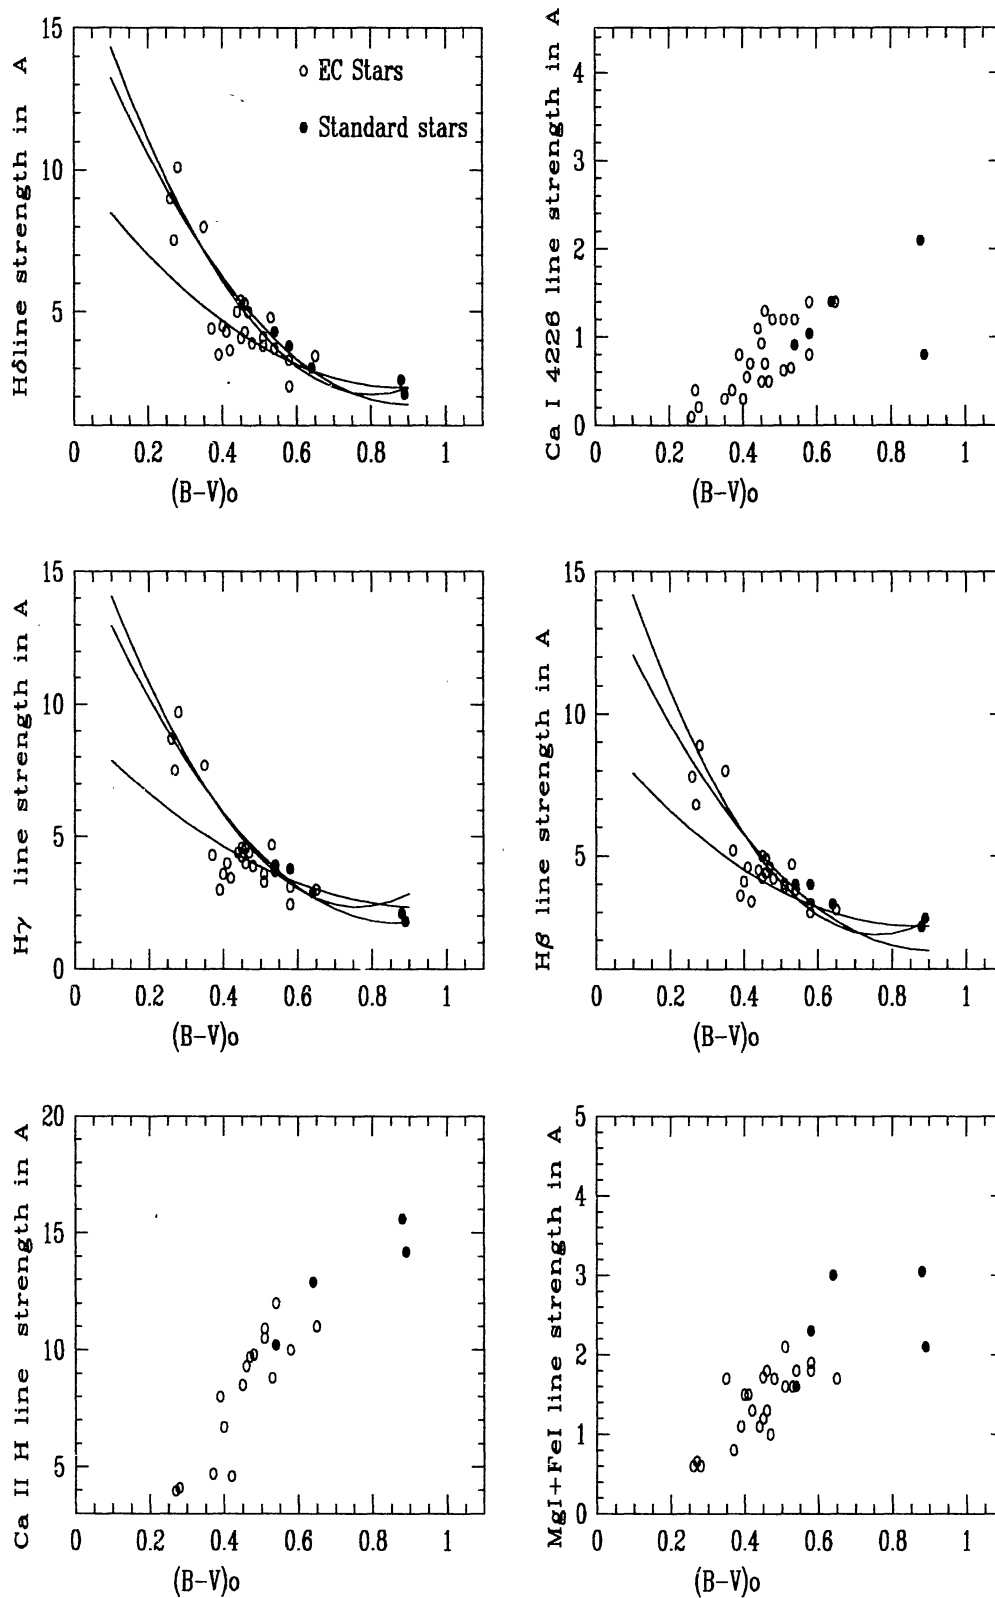 Hδline strength in A
15
10
5
0 0.2 0.4 0.6 0.8 1
(B-V)o
EC Stars
Standard stars
Ca I 4226 line strength in A
4
3
2
1
0
0 0.2 0.4 0.6 0.8 1
(B-V)o
Hγ line strength in A
15
10
5
0
0 0.2 0.4 0.6 0.8 1
(B-V)o
Hβ line strength in A
15
10
5
0 0.2 0.4 0.6 0.8 1
(B-V)o
Ca II H line strength in A
20
15
10
5
0 0.2 0.4 0.6 0.8 1
(B-V)o
MgI+FeI line strength in A
5
4
3
2
1
0
0 0.2 0.4 0.6 0.8 1
(B-V)o